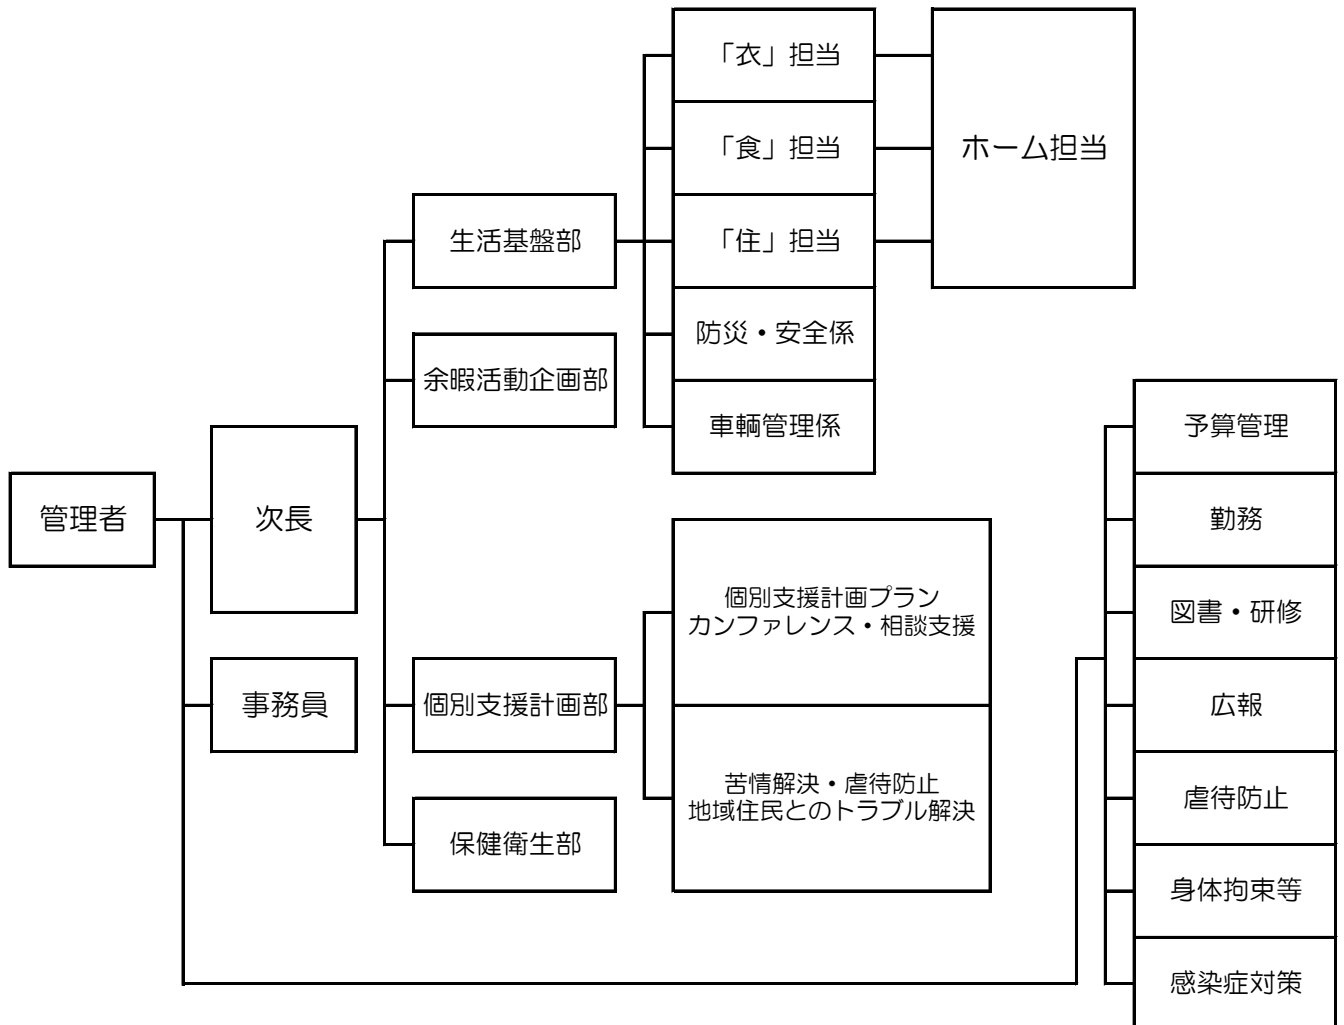 管理者
次長
事務員
生活基盤部
余暇活動企画部
個別支援計画部
保健衛生部
「衣」担当
「食」担当
「住」担当
防災・安全係
車輌管理係
ホーム担当
個別支援計画プラン
カンファレンス・相談支援
苦情解決・虐待防止
地域住民とのトラブル解決
予算管理
勤務
図書・研修
広報
虐待防止
身体拘束等
感染症対策